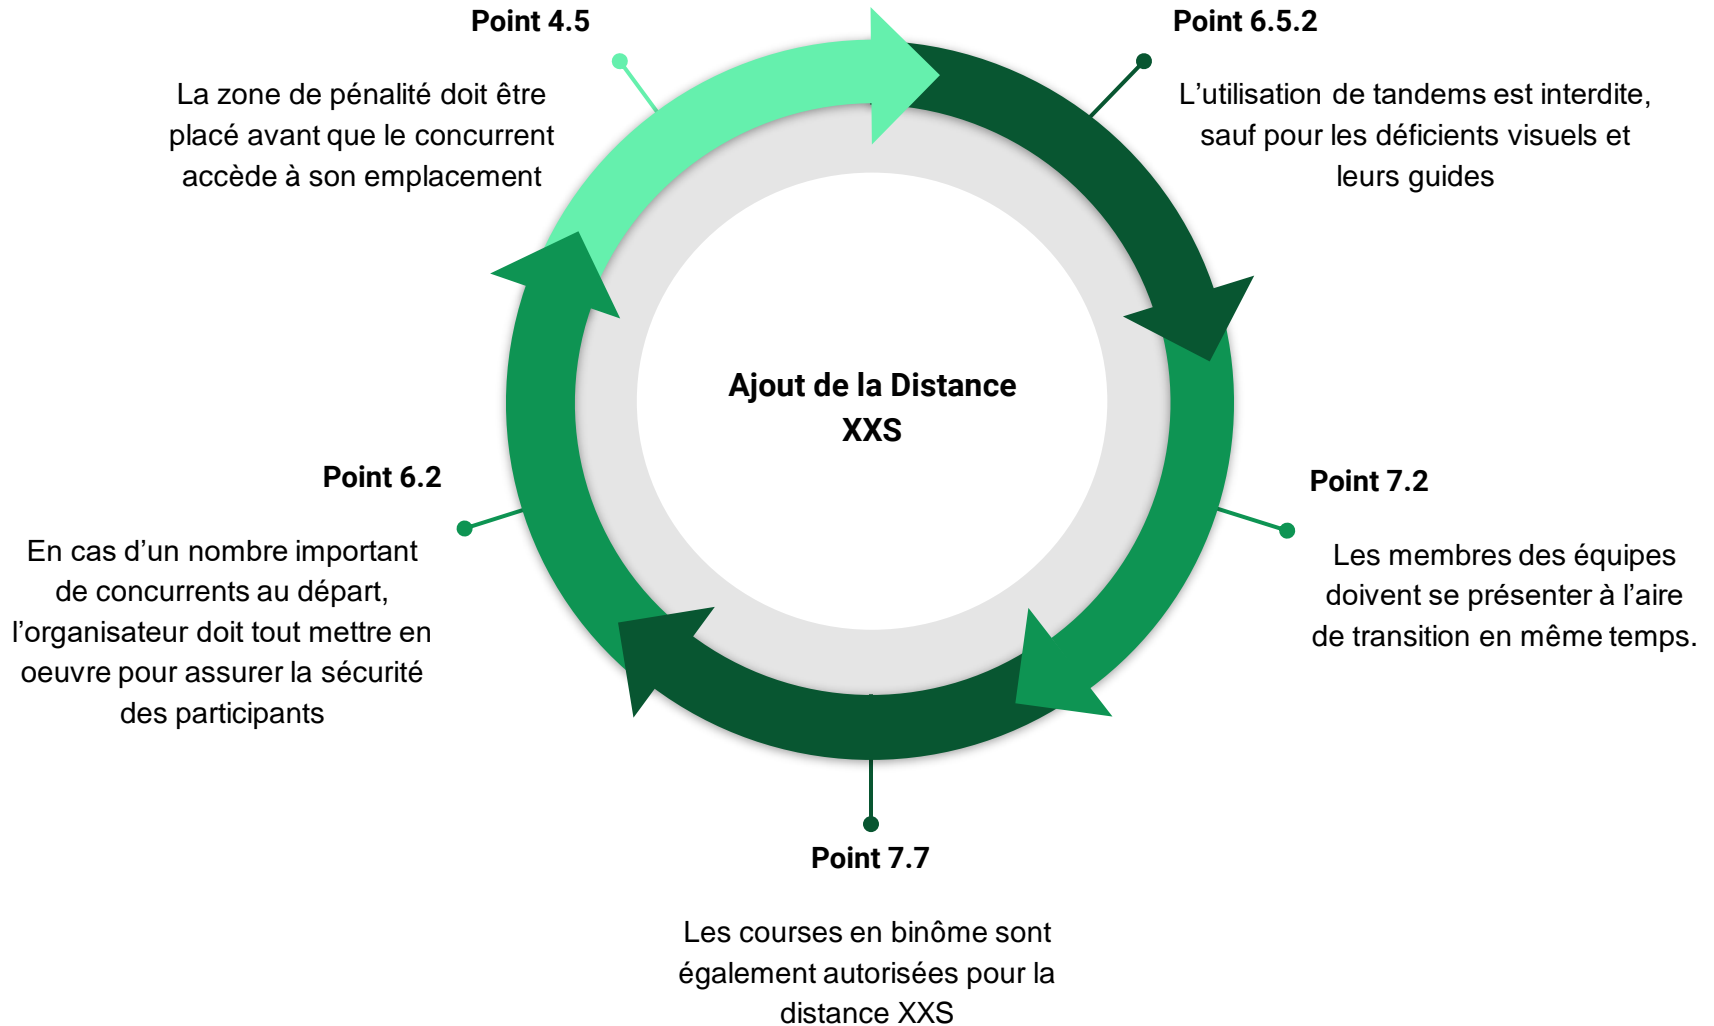 Point 4.5
La zone de pénalité doit être
placé avant que le concurrent
accède à son emplacement
Point 6.5.2
L’utilisation de tandems est interdite,
sauf pour les déficients visuels et
leurs guides
Ajout de la Distance
XXS
Point 6.2
En cas d’un nombre important
de concurrents au départ,
l’organisateur doit tout mettre en
oeuvre pour assurer la sécurité
des participants
Point 7.2
Les membres des équipes
doivent se présenter à l’aire
de transition en même temps.
Point 7.7
Les courses en binôme sont
également autorisées pour la
distance XXS